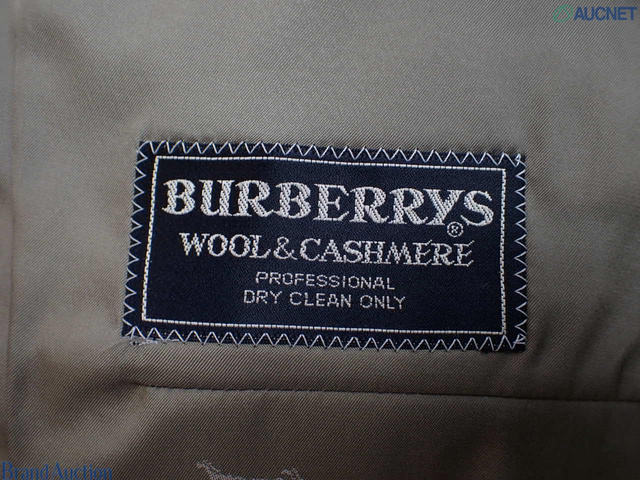 AUCNET
BURBERRYS
®
WOOL & CASHMERE
PROFESSIONAL
DRY CLEAN ONLY
Brand Auction